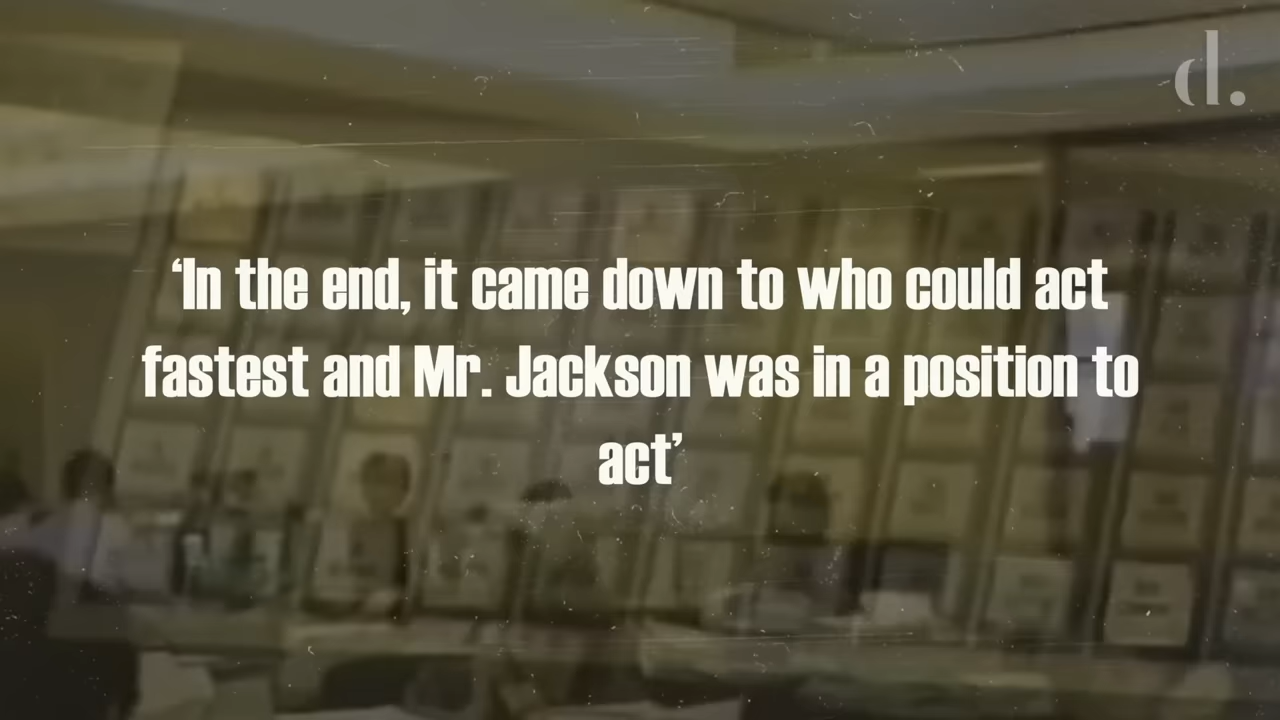 d.
‘In the end, it came down to who could act
fastest and Mr. Jackson was in a position to
act’